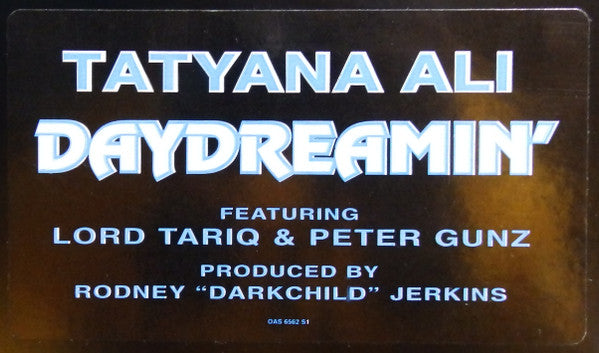 TATYANA ALI
DAYDREAMIN'
FEATURING
LORD TARIQ & PETER GUNZ
PRODUCED BY
RODNEY "DARKCHILD" JERKINS
OAS 6562 S1